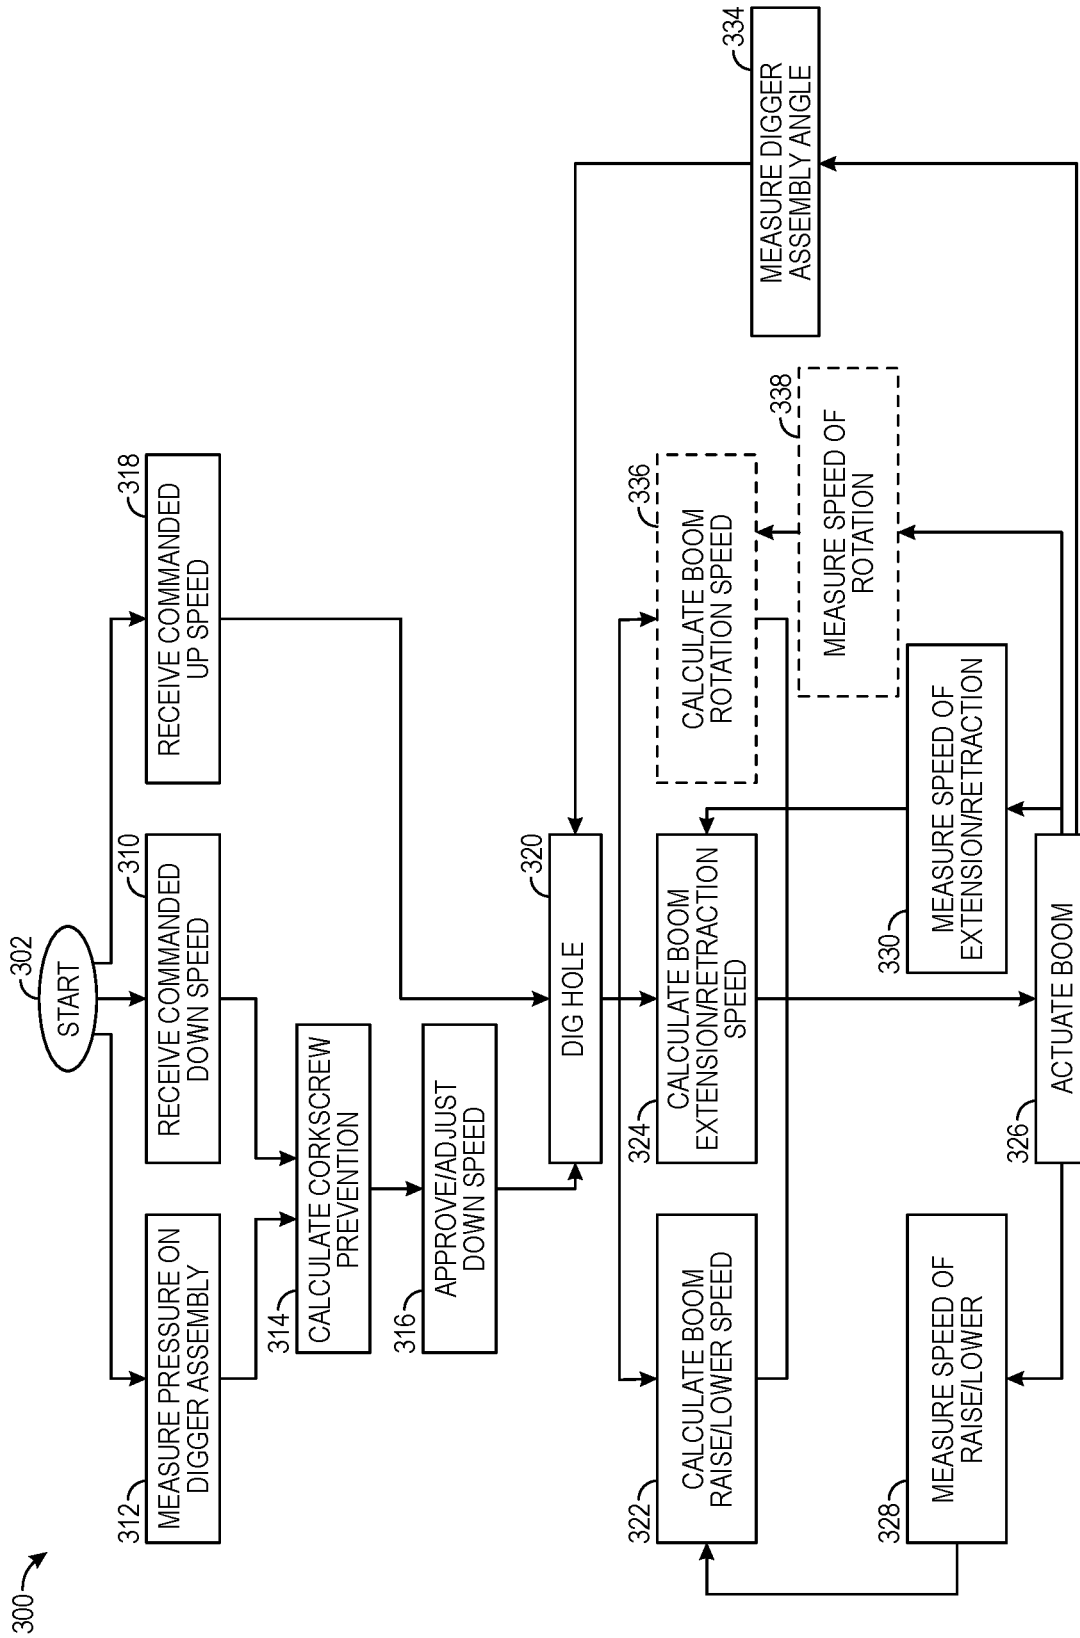 300
302
START
312
MEASURE PRESSURE ON
DIGGER ASSEMBLY
310
RECEIVE COMMANDED
DOWN SPEED
318
RECEIVE COMMANDED
UP SPEED
314
CALCULATE CORKSCREW
PREVENTION
316
APPROVE/ADJUST
DOWN SPEED
320
DIG HOLE
322
CALCULATE BOOM
RAISE/LOWER SPEED
324
CALCULATE BOOM
EXTENSION/RETRACTION
SPEED
336
CALCULATE BOOM
ROTATION SPEED
334
MEASURE DIGGER
ASSEMBLY ANGLE
338
MEASURE SPEED OF
ROTATION
328
MEASURE SPEED OF
RAISE/LOWER
330
MEASURE SPEED OF
EXTENSION/RETRACTION
326
ACTUATE BOOM